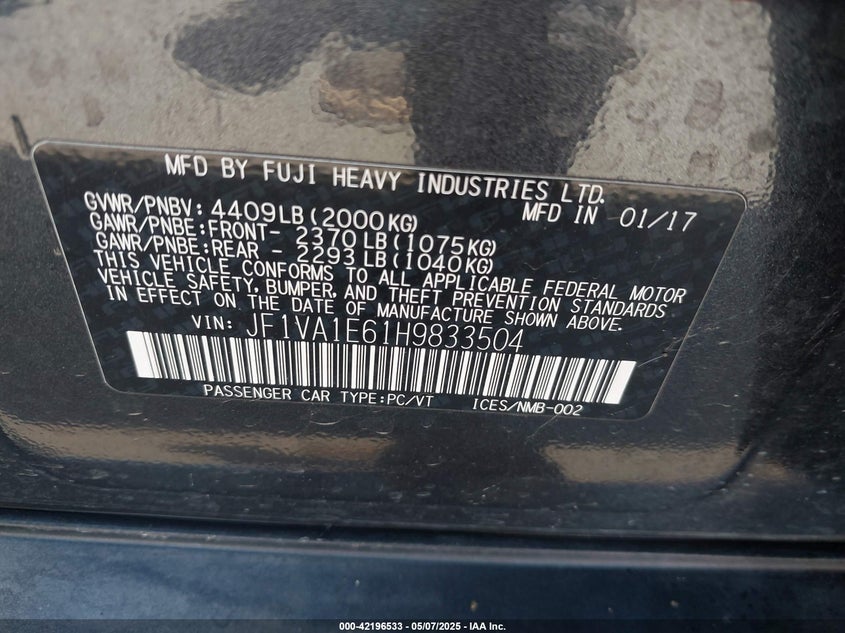 MFD BY FUJI HEAVY INDUSTRIES LTD.
MFD IN 01/17
GVWR/PNBV: 4409LB(2000KG)
GAWR/PNBE:FRONT- 2370LB(1075KG)
GAWR/PNBE:REAR - 2293LB(1040KG)
THIS VEHICLE CONFORMS TO ALL APPLICABLE FEDERAL MOTOR
VEHICLE SAFETY, BUMPER, AND THEFT PREVENTION STANDARDS
IN EFFECT ON THE DATE OF MANUFACTURE SHOWN ABOVE.
VIN: JF1VA1E61H9833504
PASSENGER CAR TYPE:PC/VT ICES/NMB-002
000-42196533 - 05/07/2025 - IAA Inc.